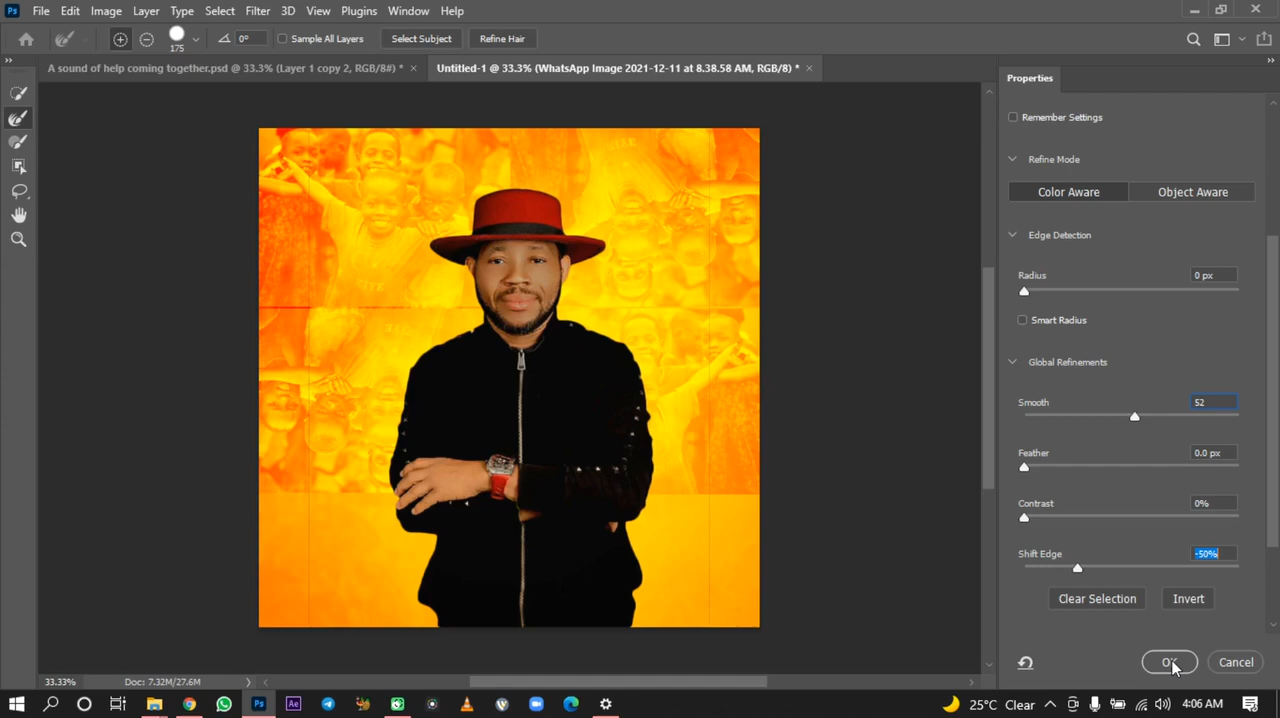 Ps File Edit Image Layer Type Select Filter 3D View Plugins Window Help
175 0° Sample All Layers Select Subject Refine Hair
A sound of help coming together.psd @ 33.3% (Layer 1 copy 2, RGB/8#) * × Untitled-1 @ 33.3% (WhatsApp Image 2021-12-11 at 8.38.58 AM, RGB/8) * ×
Properties
Remember Settings
Refine Mode
Color Aware Object Aware
Edge Detection
Radius 0 px
Smart Radius
Global Refinements
Smooth 52
Feather 0.0 px
Contrast 0%
Shift Edge -50%
Clear Selection Invert
OK Cancel
33.33% Doc: 7.32M/27.6M
Ps Ae 25°C Clear 4:06 AM